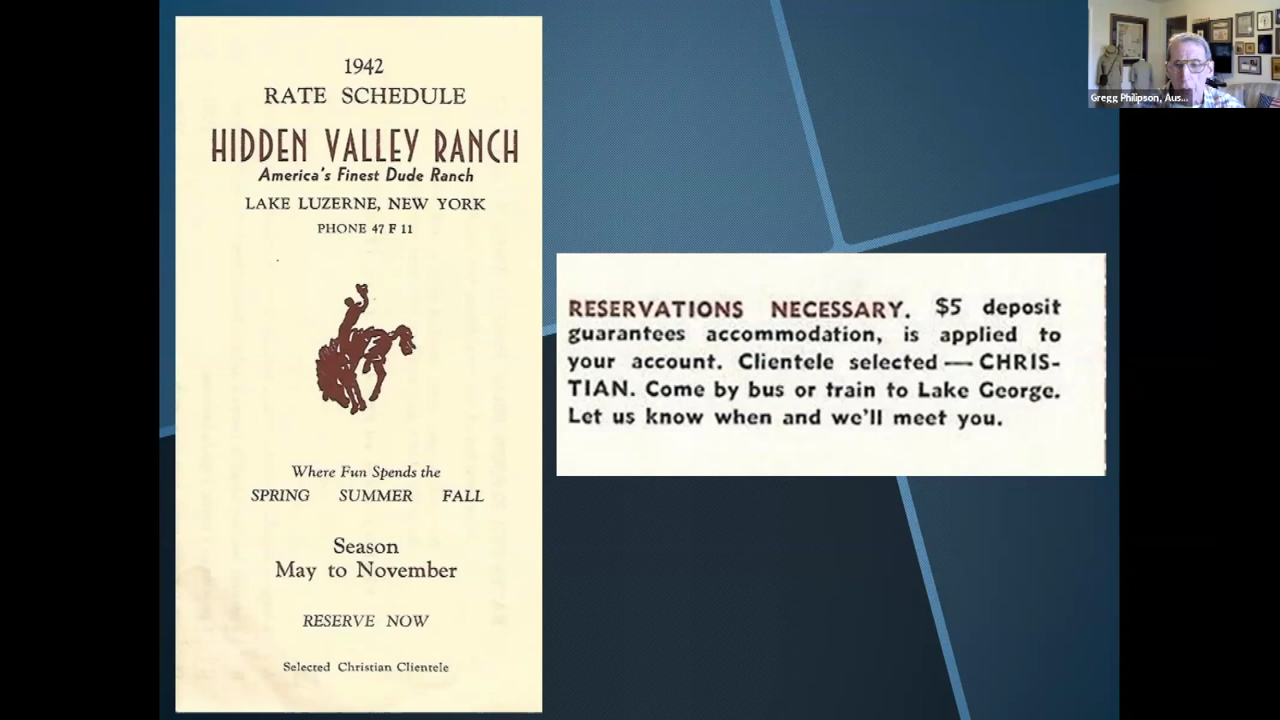 1942
RATE SCHEDULE
HIDDEN VALLEY RANCH
America's Finest Dude Ranch
LAKE LUZERNE, NEW YORK
PHONE 47 F 11
Where Fun Spends the
SPRING SUMMER FALL
Season
May to November
RESERVE NOW
Selected Christian Clientele
RESERVATIONS NECESSARY. $5 deposit
guarantees accommodation, is applied to
your account. Clientele selected — CHRIS-
TIAN. Come by bus or train to Lake George.
Let us know when and we'll meet you.
Gregg Philipson, Aus...